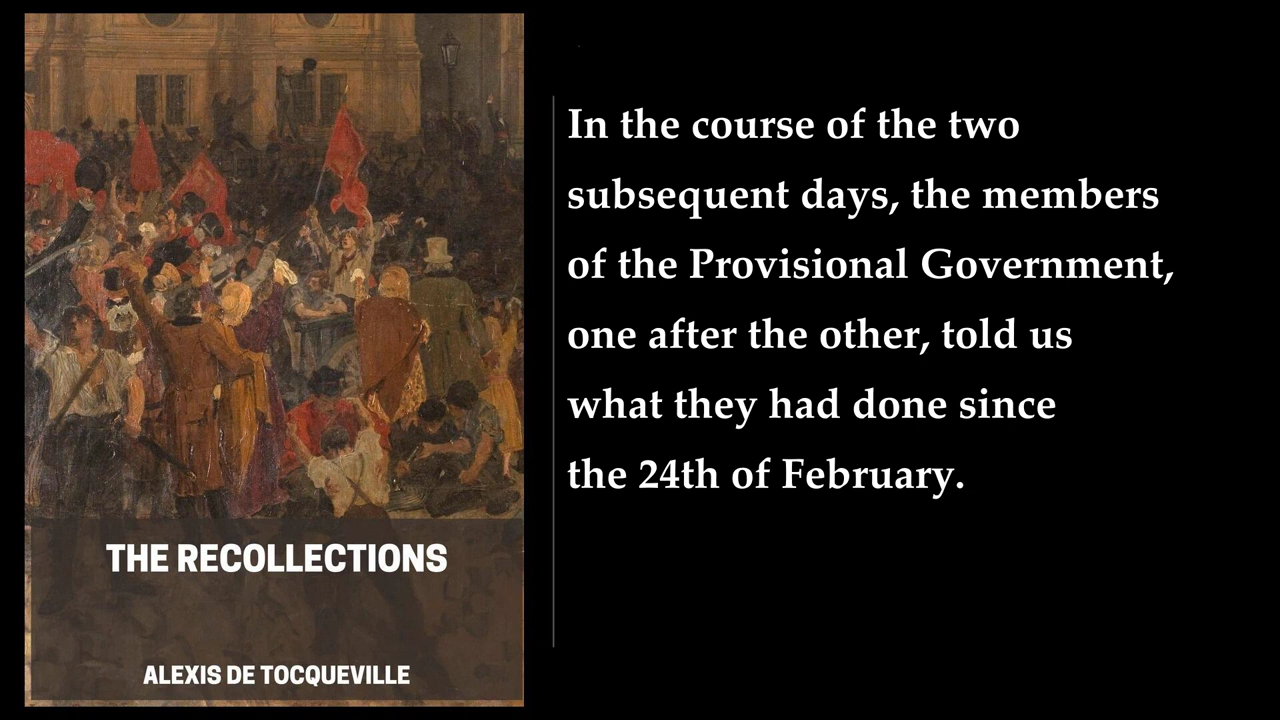 In the course of the two
subsequent days, the members
of the Provisional Government,
one after the other, told us
what they had done since
the 24th of February.
THE RECOLLECTIONS
ALEXIS DE TOCQUEVILLE